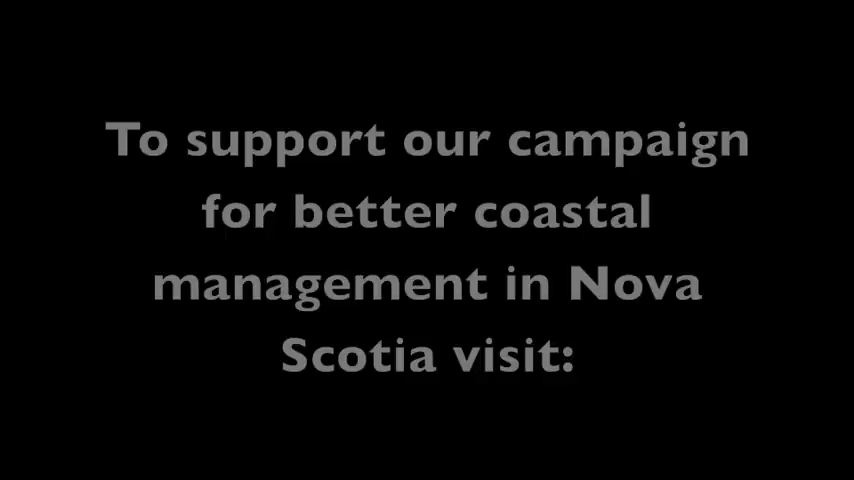 To support our campaign
for better coastal
management in Nova
Scotia visit: